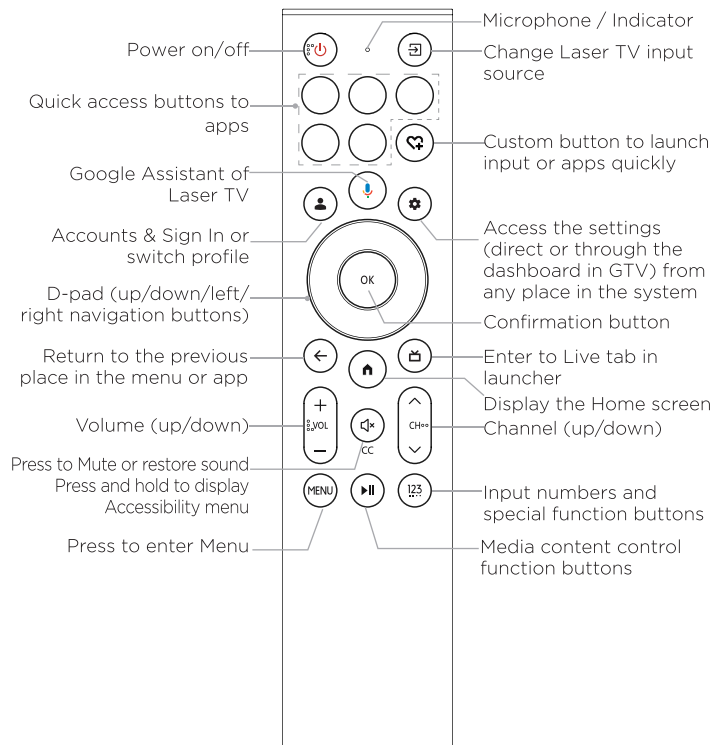 Microphone / Indicator
Power on/off
Change Laser TV input
source
Quick access buttons to
apps
Custom button to launch
input or apps quickly
Google Assistant of
Laser TV
Accounts & Sign In or
switch profile
Access the settings
(direct or through the
dashboard in GTV) from
any place in the system
OK
D-pad (up/down/left/
right navigation buttons)
Confirmation button
Return to the previous
place in the menu or app
Enter to Live tab in
launcher
Display the Home screen
Volume (up/down)
+
VOL
−
CH
Channel (up/down)
CC
Press to Mute or restore sound
Press and hold to display
Accessibility menu
MENU
123
Input numbers and
special function buttons
Press to enter Menu
Media content control
function buttons